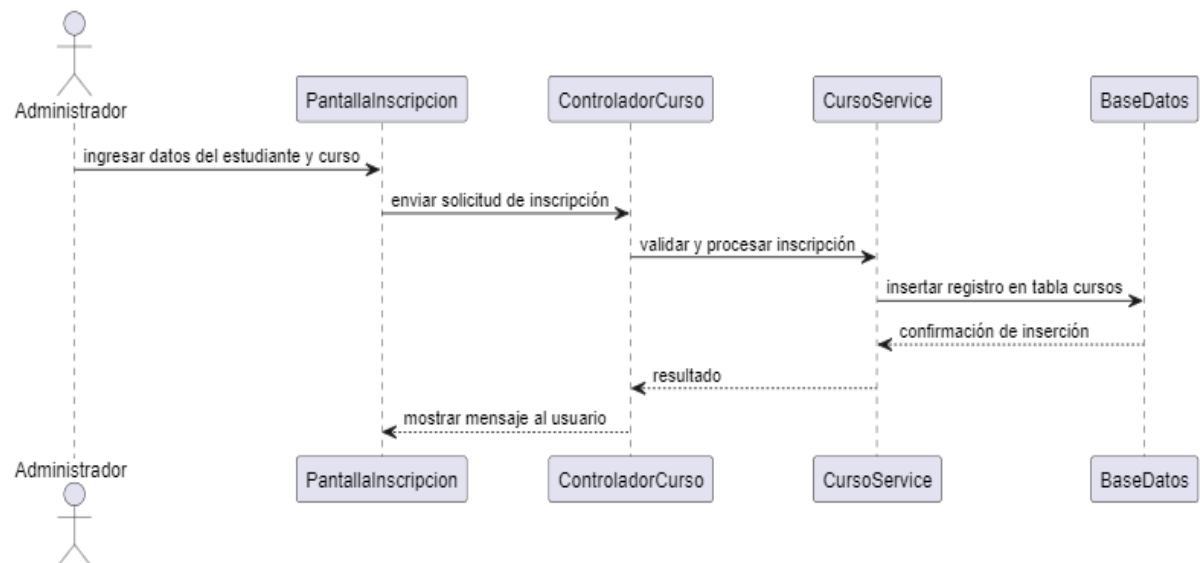 Administrador
PantallaInscripcion
ControladorCurso
CursoService
BaseDatos
ingresar datos del estudiante y curso
enviar solicitud de inscripción
validar y procesar inscripción
insertar registro en tabla cursos
confirmación de inserción
resultado
mostrar mensaje al usuario
Administrador
PantallaInscripcion
ControladorCurso
CursoService
BaseDatos